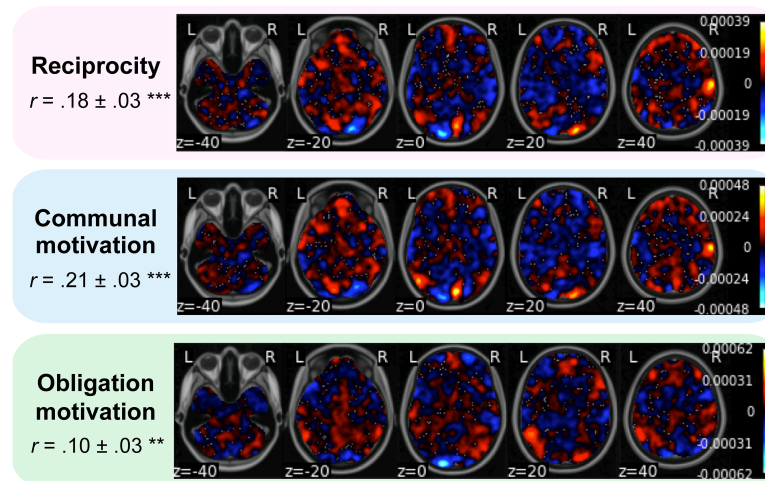 L R L R L R L R L R 0.00039
Reciprocity
0.00019
r = .18 ± .03 ***
0
-0.00019
z=-40 z=-20 z=0 z=20 z=40 -0.00039
L R L R L R L R L R 0.00048
Communal
0.00024
motivation
0
r = .21 ± .03 ***
-0.00024
z=-40 z=-20 z=0 z=20 z=40 -0.00048
L R L R L R L R L R 0.00062
Obligation
0.00031
motivation
0
r = .10 ± .03 **
-0.00031
z=-40 z=-20 z=0 z=20 z=40 -0.00062